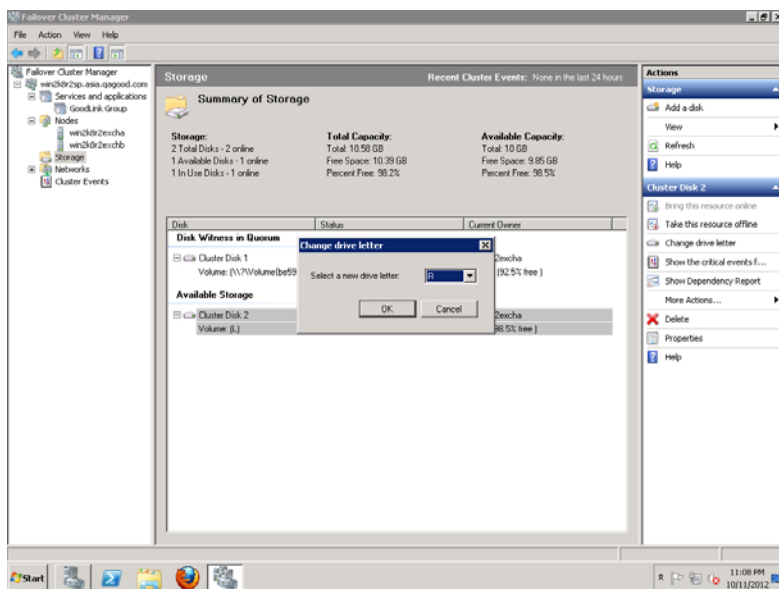 Failover Cluster Manager
File Action View Help
Failover Cluster Manager
win2k8r2sp.asia.qagood.com
Services and applications
GoodLink Group
Nodes
win2k8r2excha
win2k8r2exchb
Storage
Networks
Cluster Events
Storage
Recent Cluster Events: None in the last 24 hours
Summary of Storage
Storage:
2 Total Disks - 2 online
1 Available Disks - 1 online
1 In Use Disks - 1 online
Total Capacity:
Total: 10.58 GB
Free Space: 10.39 GB
Percent Free: 98.2%
Available Capacity:
Total: 10 GB
Free Space: 9.85 GB
Percent Free: 98.5%
Disk Status Current Owner
Disk Witness in Quorum
Cluster Disk 1 2excha
Volume: (\\?\Volume{be59 (92.5% free )
Available Storage
Cluster Disk 2 2excha
Volume: (L) 98.5% free )
Change drive letter
Select a new drive letter: R
OK Cancel
Actions
Storage
Add a disk
View
Refresh
Help
Cluster Disk 2
Bring this resource online
Take this resource offline
Change drive letter
Show the critical events f...
Show Dependency Report
More Actions...
Delete
Properties
Help
Start
11:08 PM
10/11/2012